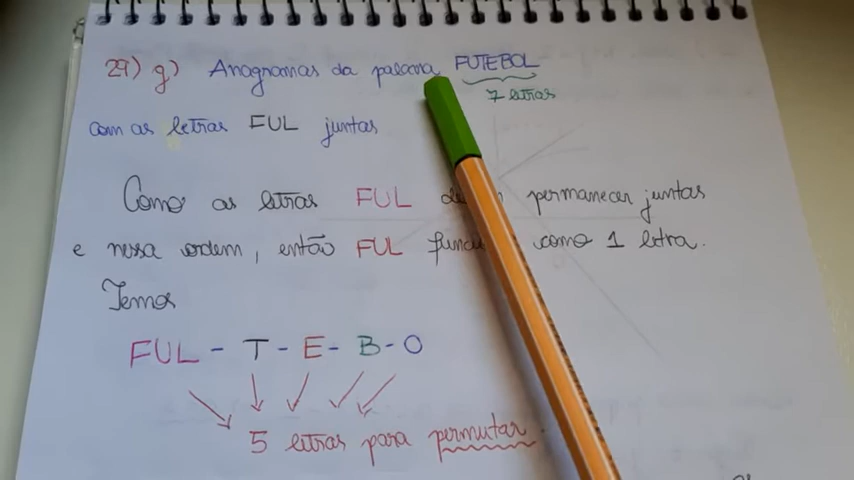 29) g) Anagramas da palavra FUTEBOL
7 letras
com as letras FUL juntas
Como as letras FUL permanecer juntas
e nessa ordem, então FUL como 1 letra.
Temos
FUL - T - E - B - O
5 letras para permutar.